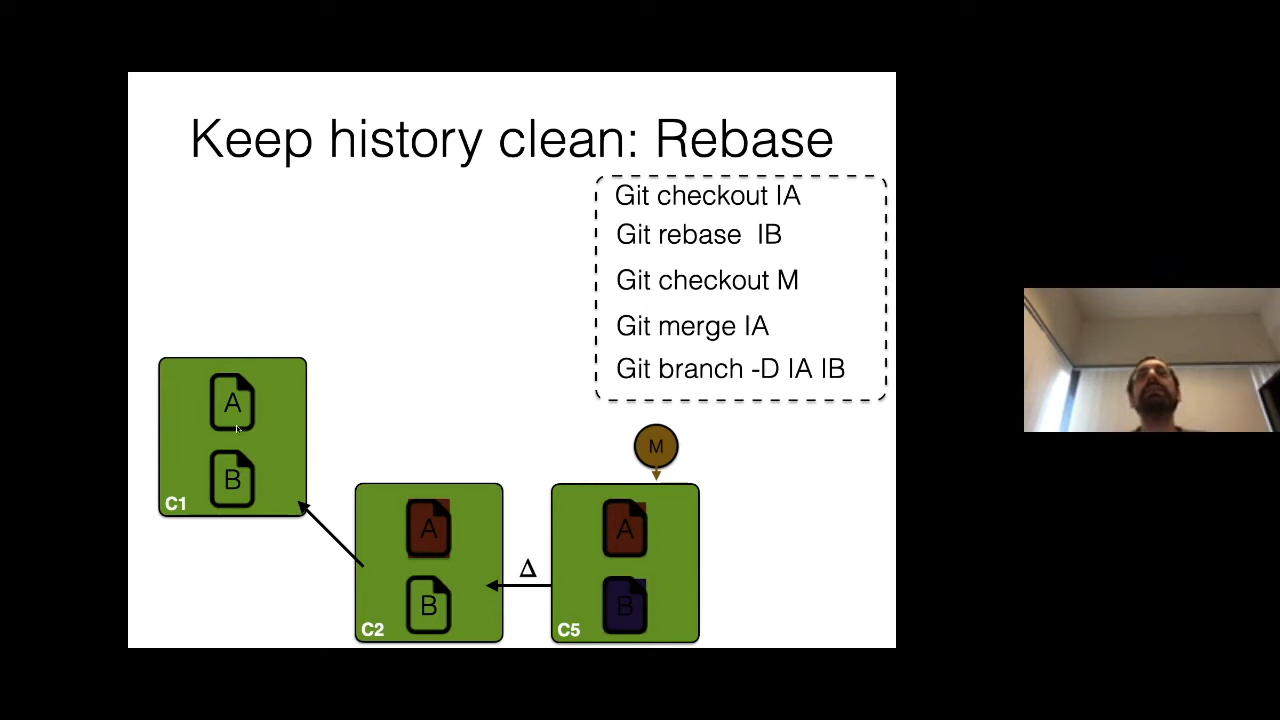 Keep history clean: Rebase
Git checkout IA
Git rebase IB
Git checkout M
Git merge IA
Git branch -D IA IB
A
B
C1
M
A
B
C2
Δ
A
B
C5